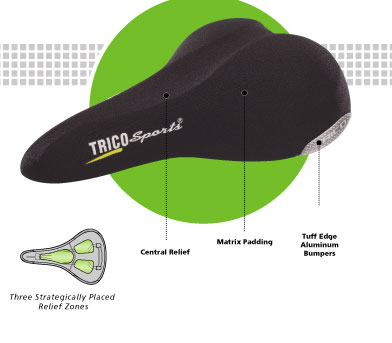 TRICO Sports®
Central Relief
Matrix Padding
Tuff Edge
Aluminum
Bumpers
Three Strategically Placed
Relief Zones